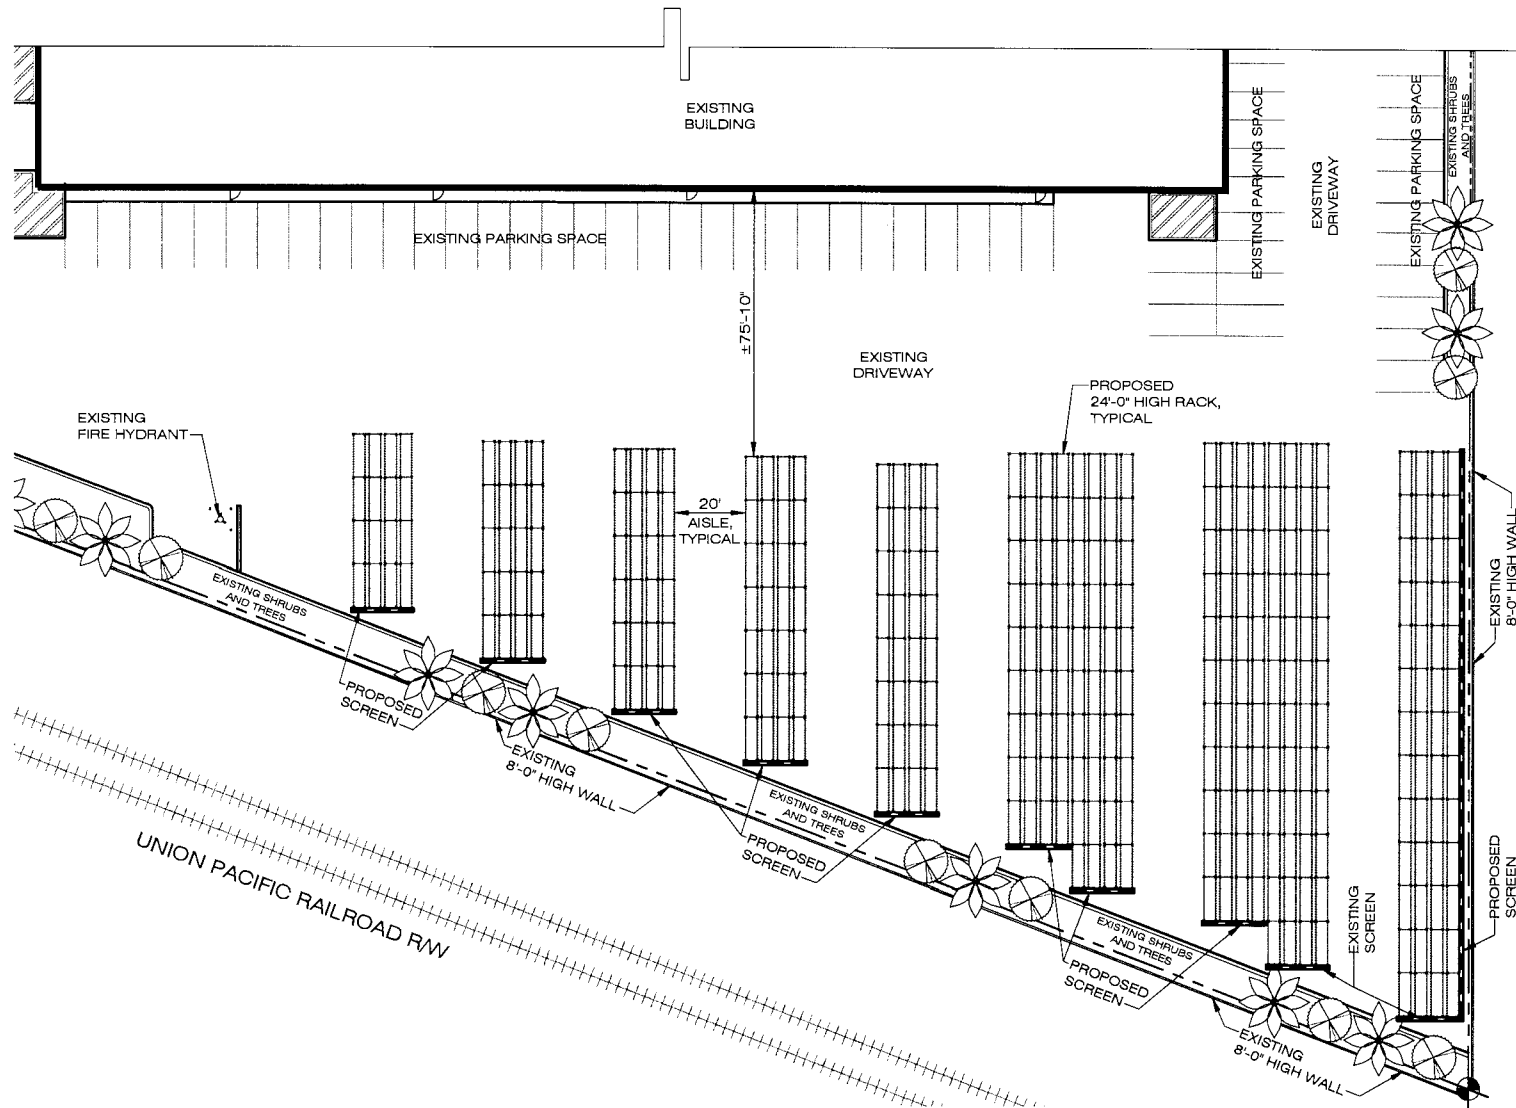 EXISTING
BUILDING
EXISTING PARKING SPACE
EXISTING PARKING SPACE
EXISTING
DRIVEWAY
EXISTING PARKING SPACE
EXISTING SHRUBS
AND TREES
±75'-10"
EXISTING
DRIVEWAY
PROPOSED
24'-0" HIGH RACK,
TYPICAL
EXISTING
FIRE HYDRANT
20'
AISLE,
TYPICAL
EXISTING
8'-0" HIGH WALL
EXISTING SHRUBS
AND TREES
PROPOSED
SCREEN
EXISTING
8'-0" HIGH WALL
EXISTING SHRUBS
AND TREES
PROPOSED
SCREEN
UNION PACIFIC RAILROAD R/W
EXISTING SHRUBS
AND TREES
PROPOSED
SCREEN
EXISTING
SCREEN
PROPOSED
SCREEN
EXISTING
8'-0" HIGH WALL